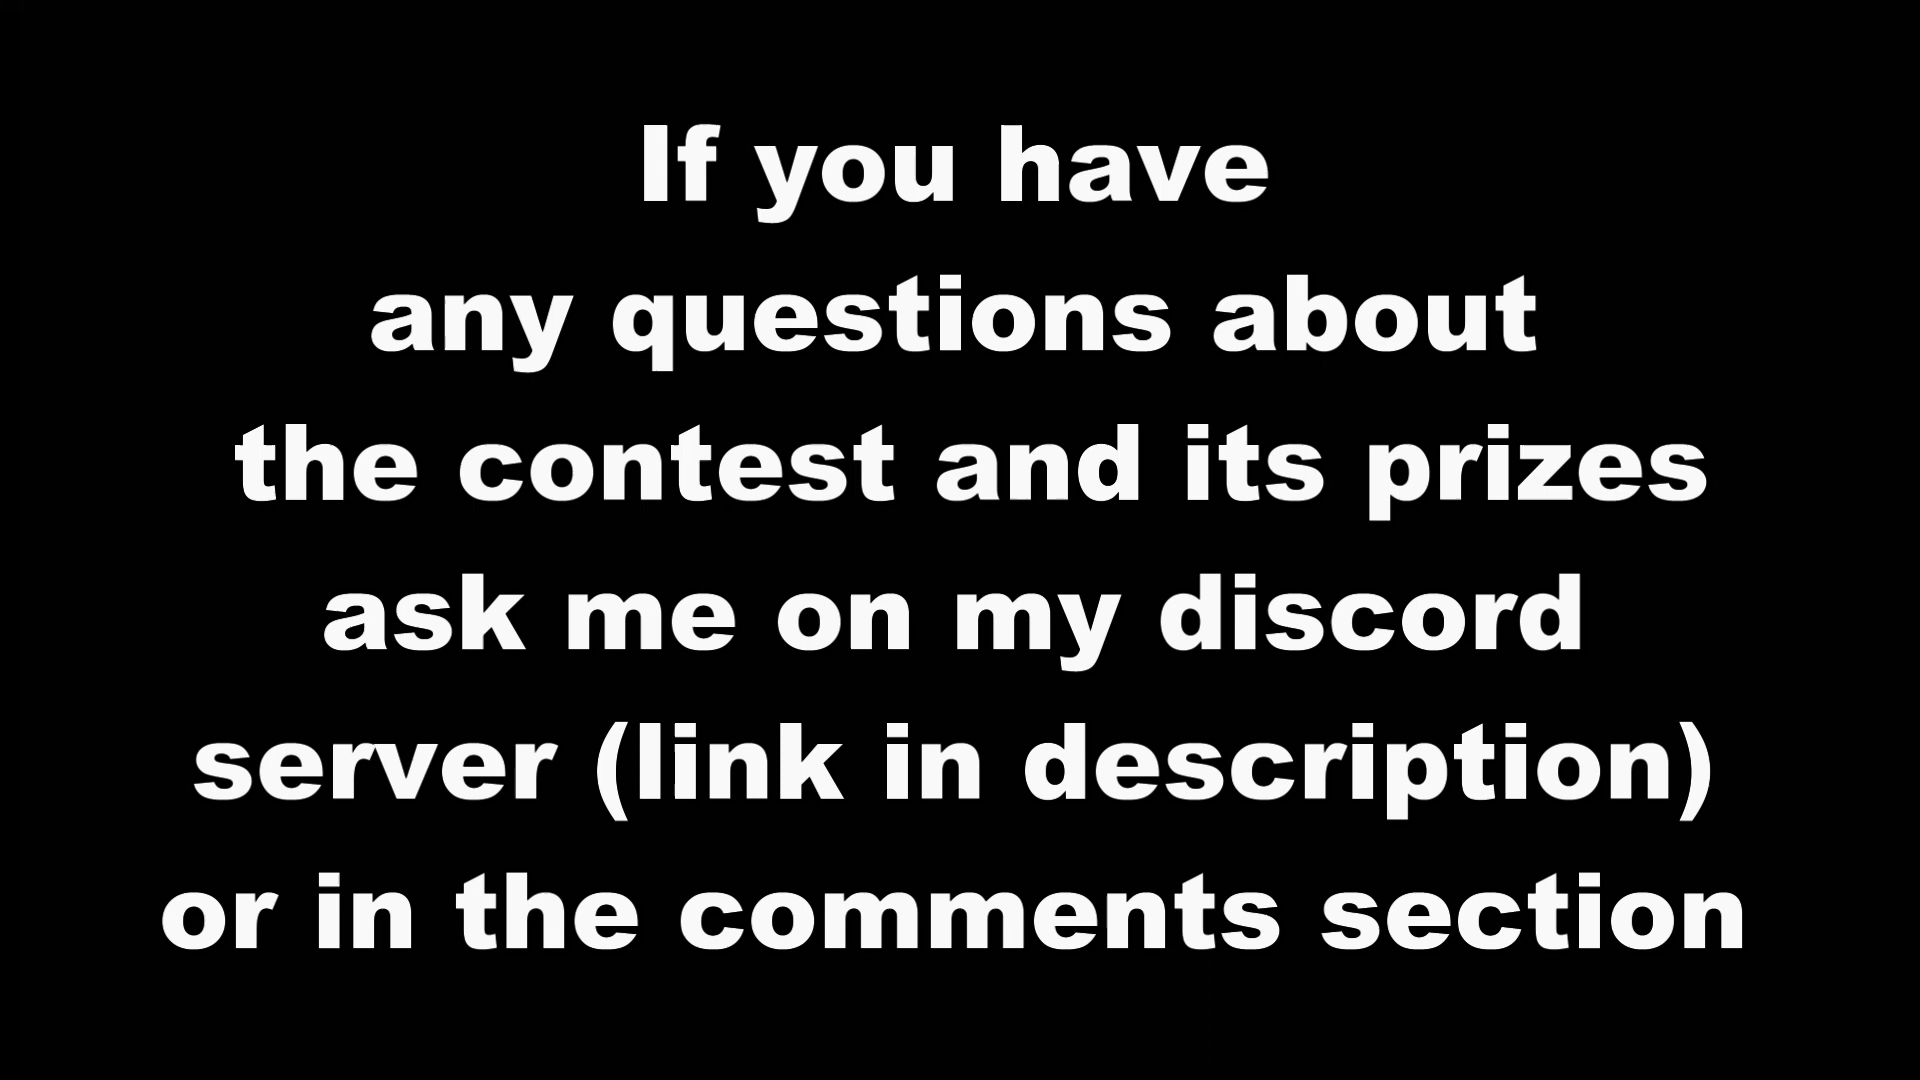 If you have
any questions about
the contest and its prizes
ask me on my discord
server (link in description)
or in the comments section